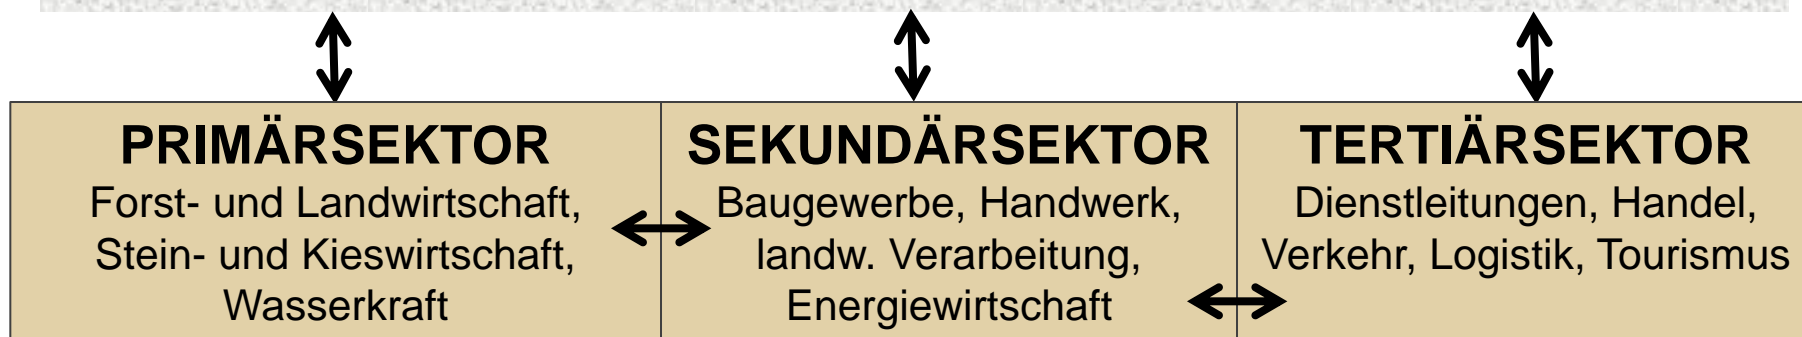 PRIMÄRSEKTOR
Forst- und Landwirtschaft,
Stein- und Kieswirtschaft,
Wasserkraft
SEKUNDÄRSEKTOR
Baugewerbe, Handwerk,
landw. Verarbeitung,
Energiewirtschaft
TERTIÄRSEKTOR
Dienstleitungen, Handel,
Verkehr, Logistik, Tourismus